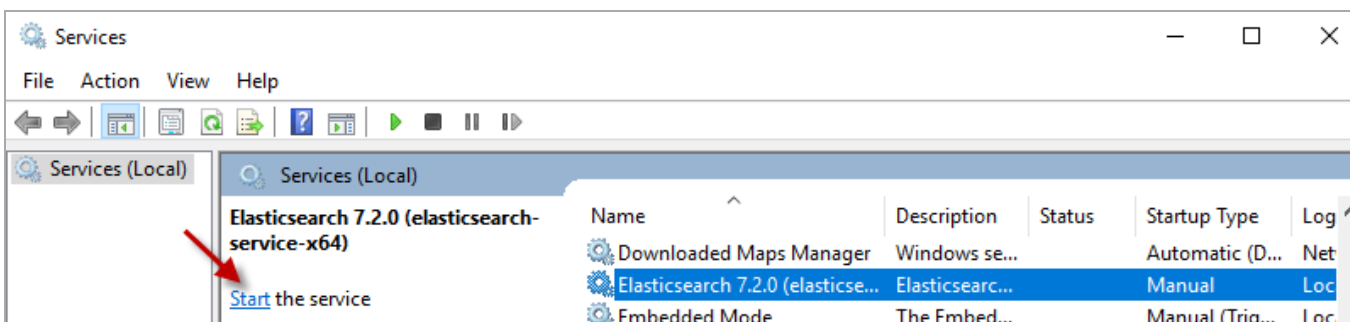 Services
File Action View Help
Services (Local)
Services (Local)
Elasticsearch 7.2.0 (elasticsearch-
service-x64)
Start the service
Name Description Status Startup Type Log
Downloaded Maps Manager Windows se... Automatic (D... Net
Elasticsearch 7.2.0 (elasticse... Elasticsearc... Manual Loc
Embedded Mode The Embed... Manual (Trig... Loc